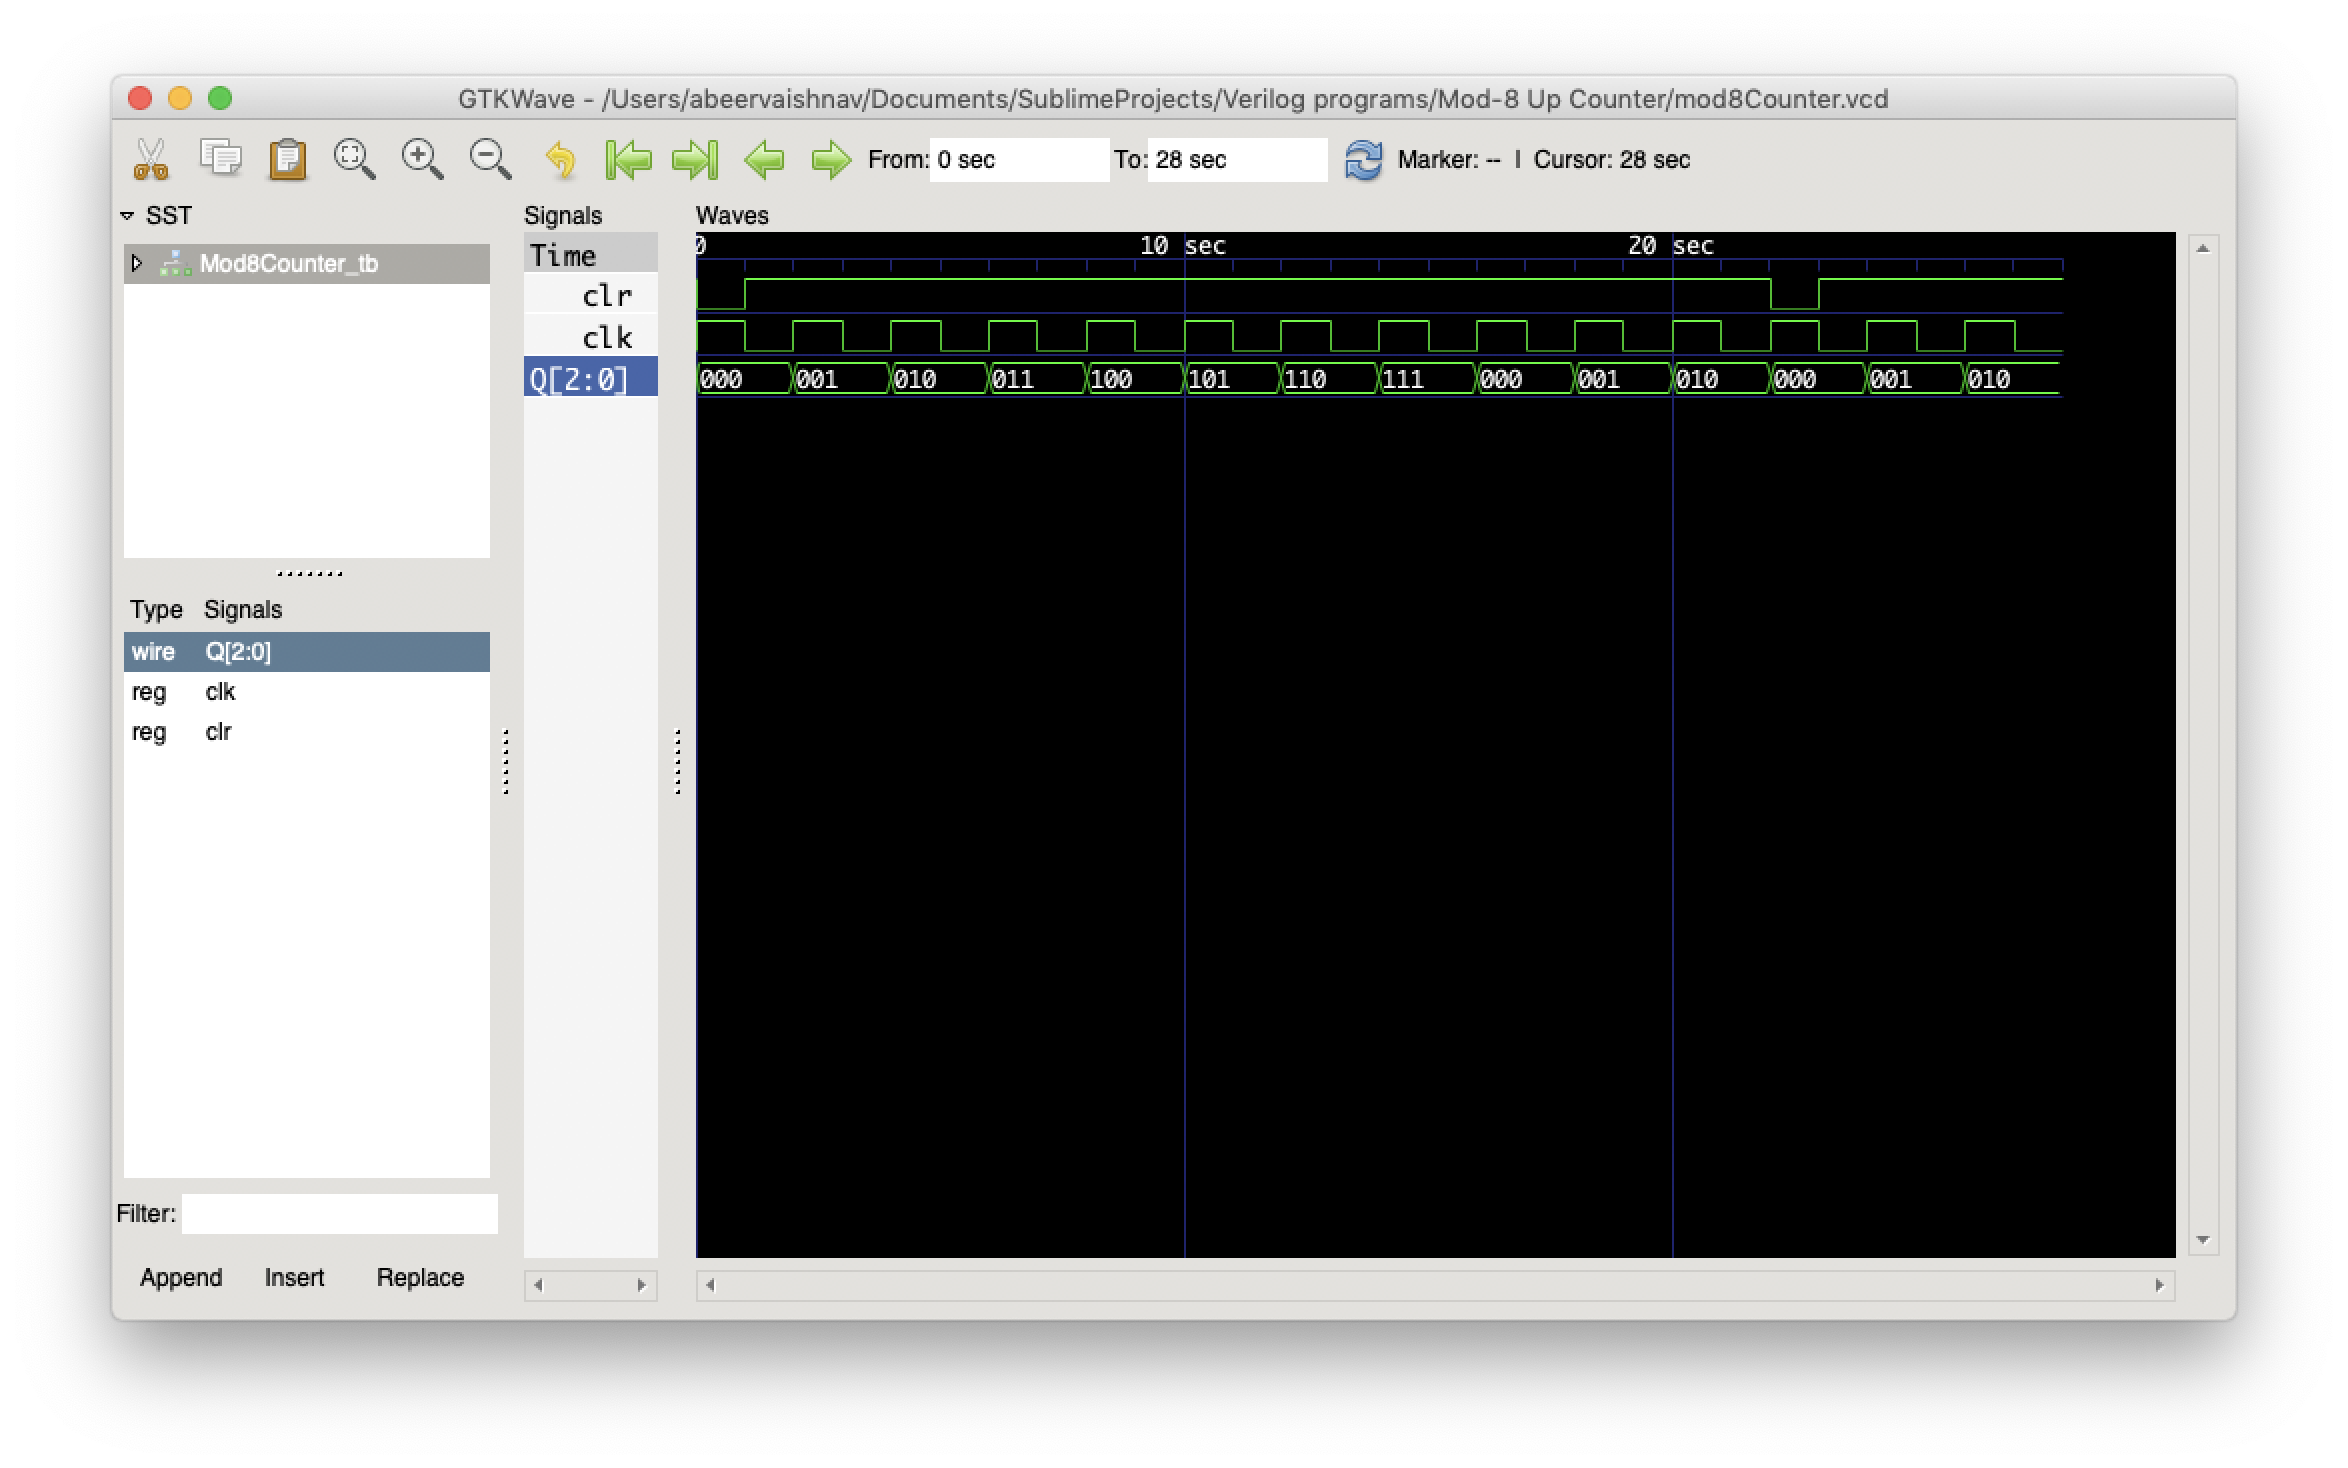 GTKWave - /Users/abeervaishnav/Documents/SublimeProjects/Verilog programs/Mod-8 Up Counter/mod8Counter.vcd
From: 0 sec To: 28 sec Marker: -- | Cursor: 28 sec
SST
Mod8Counter_tb
Type Signals
wire Q[2:0]
reg clk
reg clr
Filter:
Append Insert Replace
Signals
Time
clr
clk
Q[2:0]
Waves
0 10 sec 20 sec
000 001 010 011 100 101 110 111 000 001 010 000 001 010